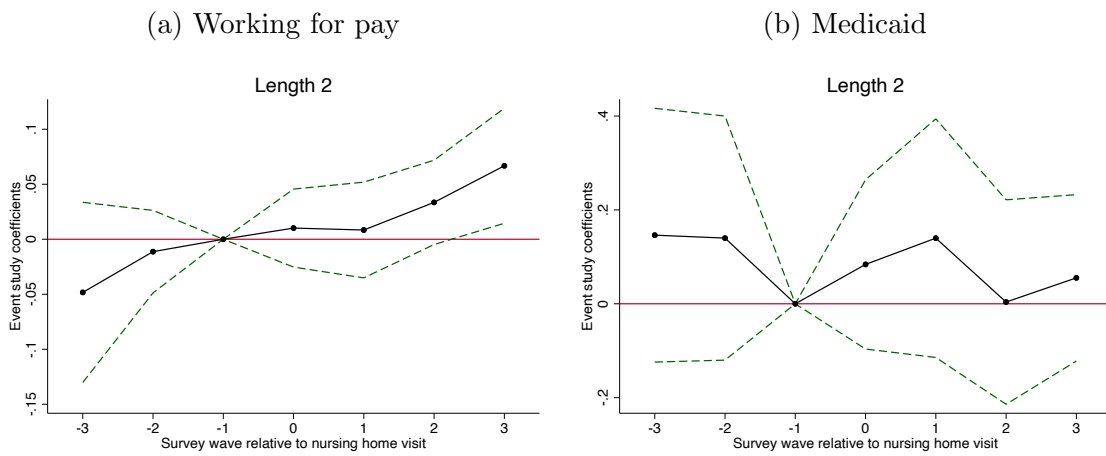 (a) Working for pay
Length 2
Event study coefficients
.1
.05
0
-.05
-.1
-.15
-3 -2 -1 0 1 2 3
Survey wave relative to nursing home visit
(b) Medicaid
Length 2
Event study coefficients
.4
.2
0
-.2
-3 -2 -1 0 1 2 3
Survey wave relative to nursing home visit